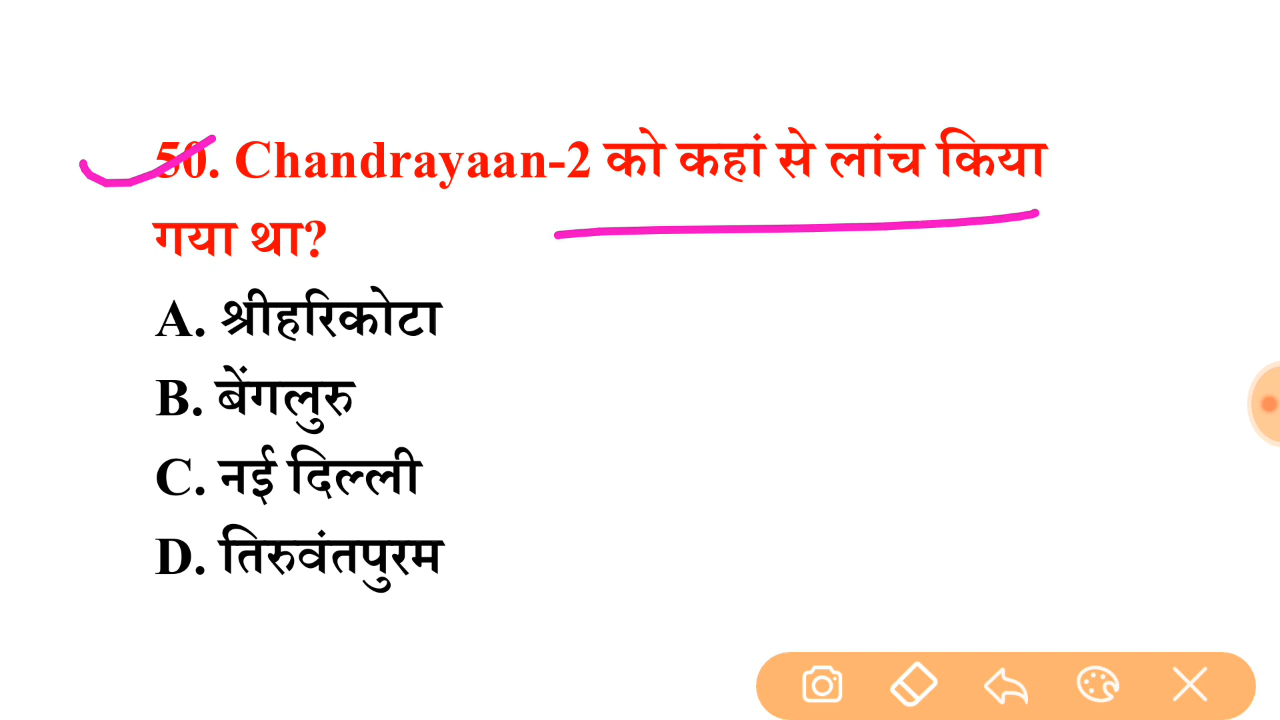 50. Chandrayaan-2 को कहां से लांच किया
गया था?
A. श्रीहरिकोटा
B. बेंगलुरु
C. नई दिल्ली
D. तिरुवंतपुरम